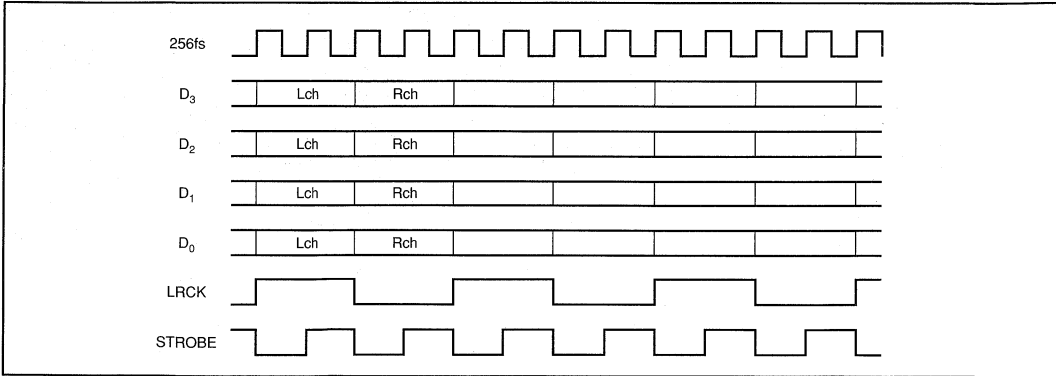 256fs
D3 Lch Rch
D2 Lch Rch
D1 Lch Rch
D0 Lch Rch
LRCK
STROBE